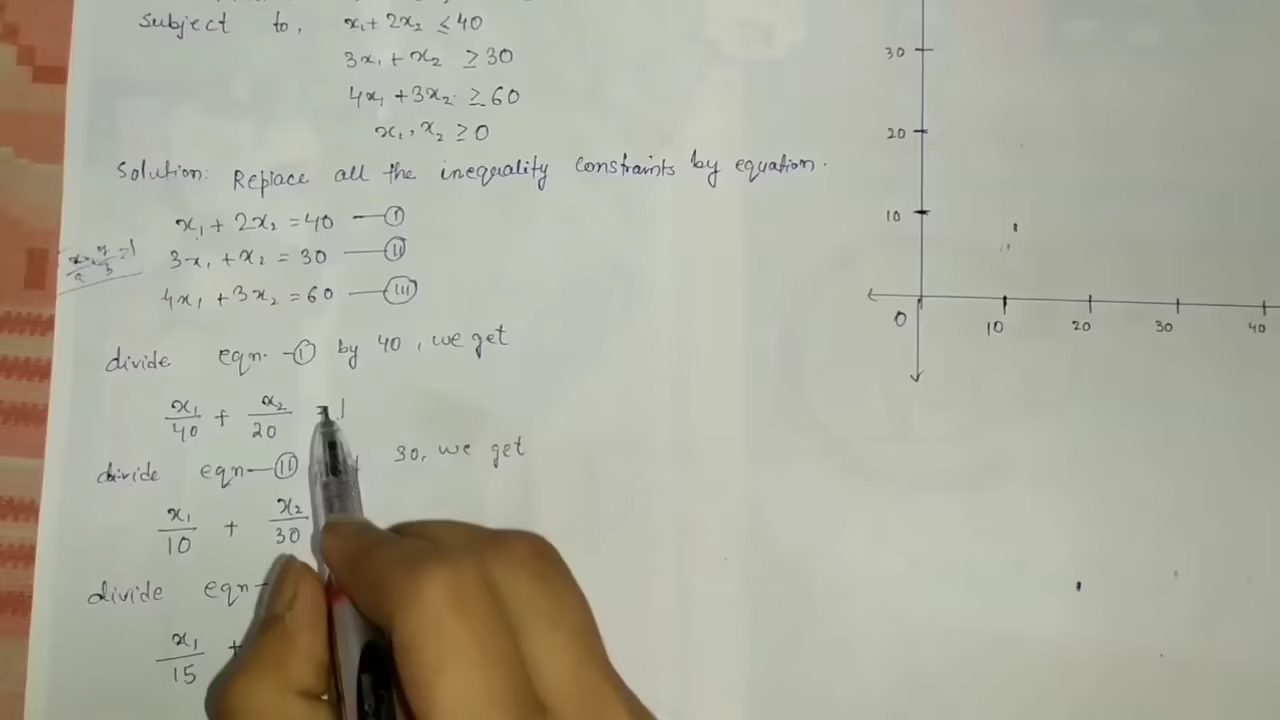 Subject to, x₁ + 2x₂ ≤ 40
3x₁ + x₂ ≥ 30
4x₁ + 3x₂ ≥ 60
x₁, x₂ ≥ 0
Solution: Replace all the inequality constraints by equation.
x₁ + 2x₂ = 40 — I
3x₁ + x₂ = 30 — II
4x₁ + 3x₂ = 60 — III
divide eqn - I by 40, we get
x₁/40 + x₂/20 = 1
divide eqn — II 30, we get
x₁/10 + x₂/30
divide eqn —
x₁/15 +
30
20
10
0 10 20 30 40